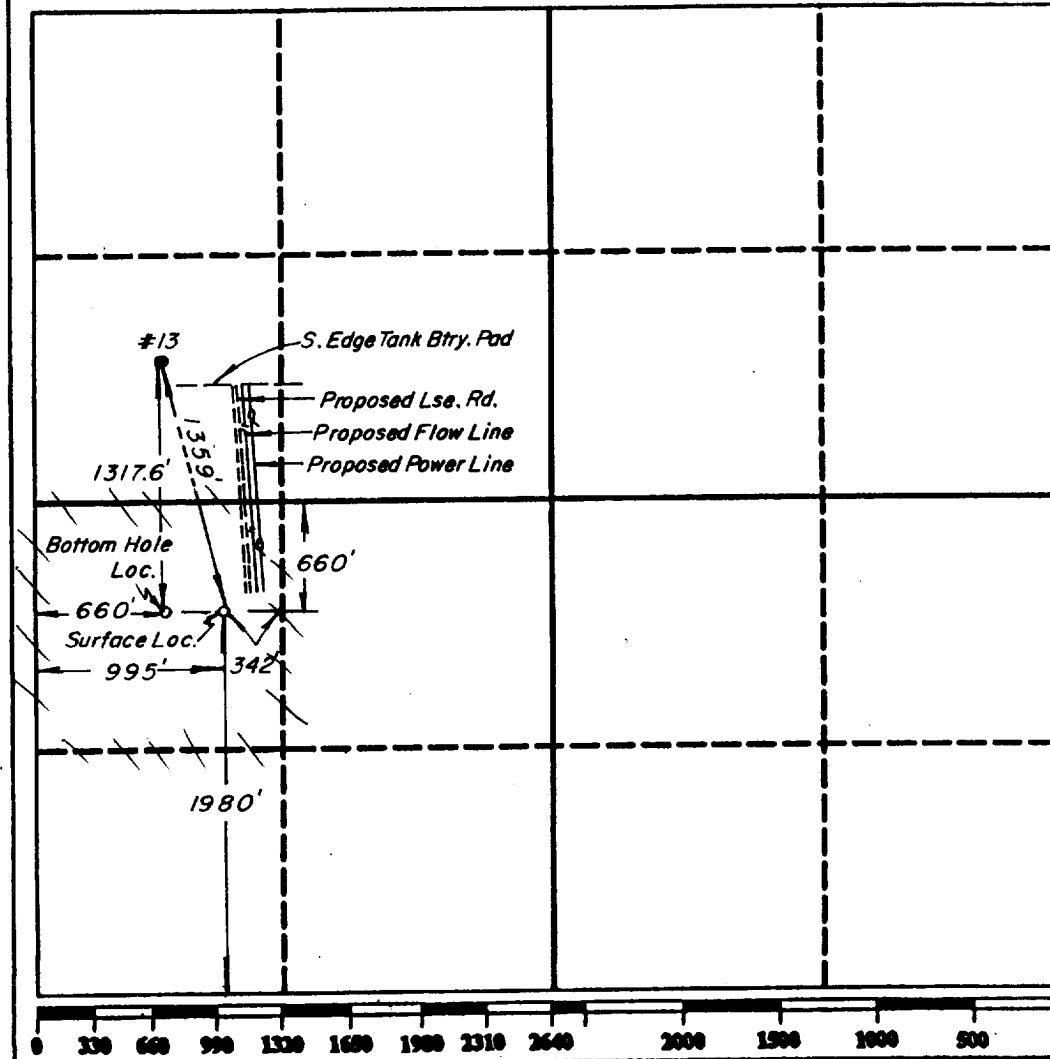 #13
S. Edge Tank Btry. Pad
Proposed Lse. Rd.
Proposed Flow Line
Proposed Power Line
1359'
1317.6'
660'
Bottom Hole
Loc.
660'
Surface Loc.
995'
342'
1980'
0 330 660 990 1320 1650 1980 2310 2640 2000 1500 1000 500